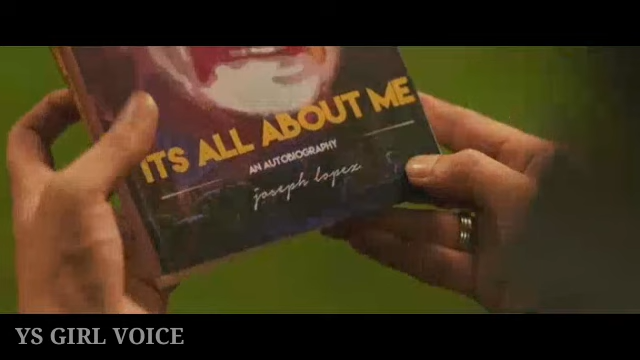 ITS ALL ABOUT ME
AN AUTOBIOGRAPHY
joseph lopez
YS GIRL VOICE